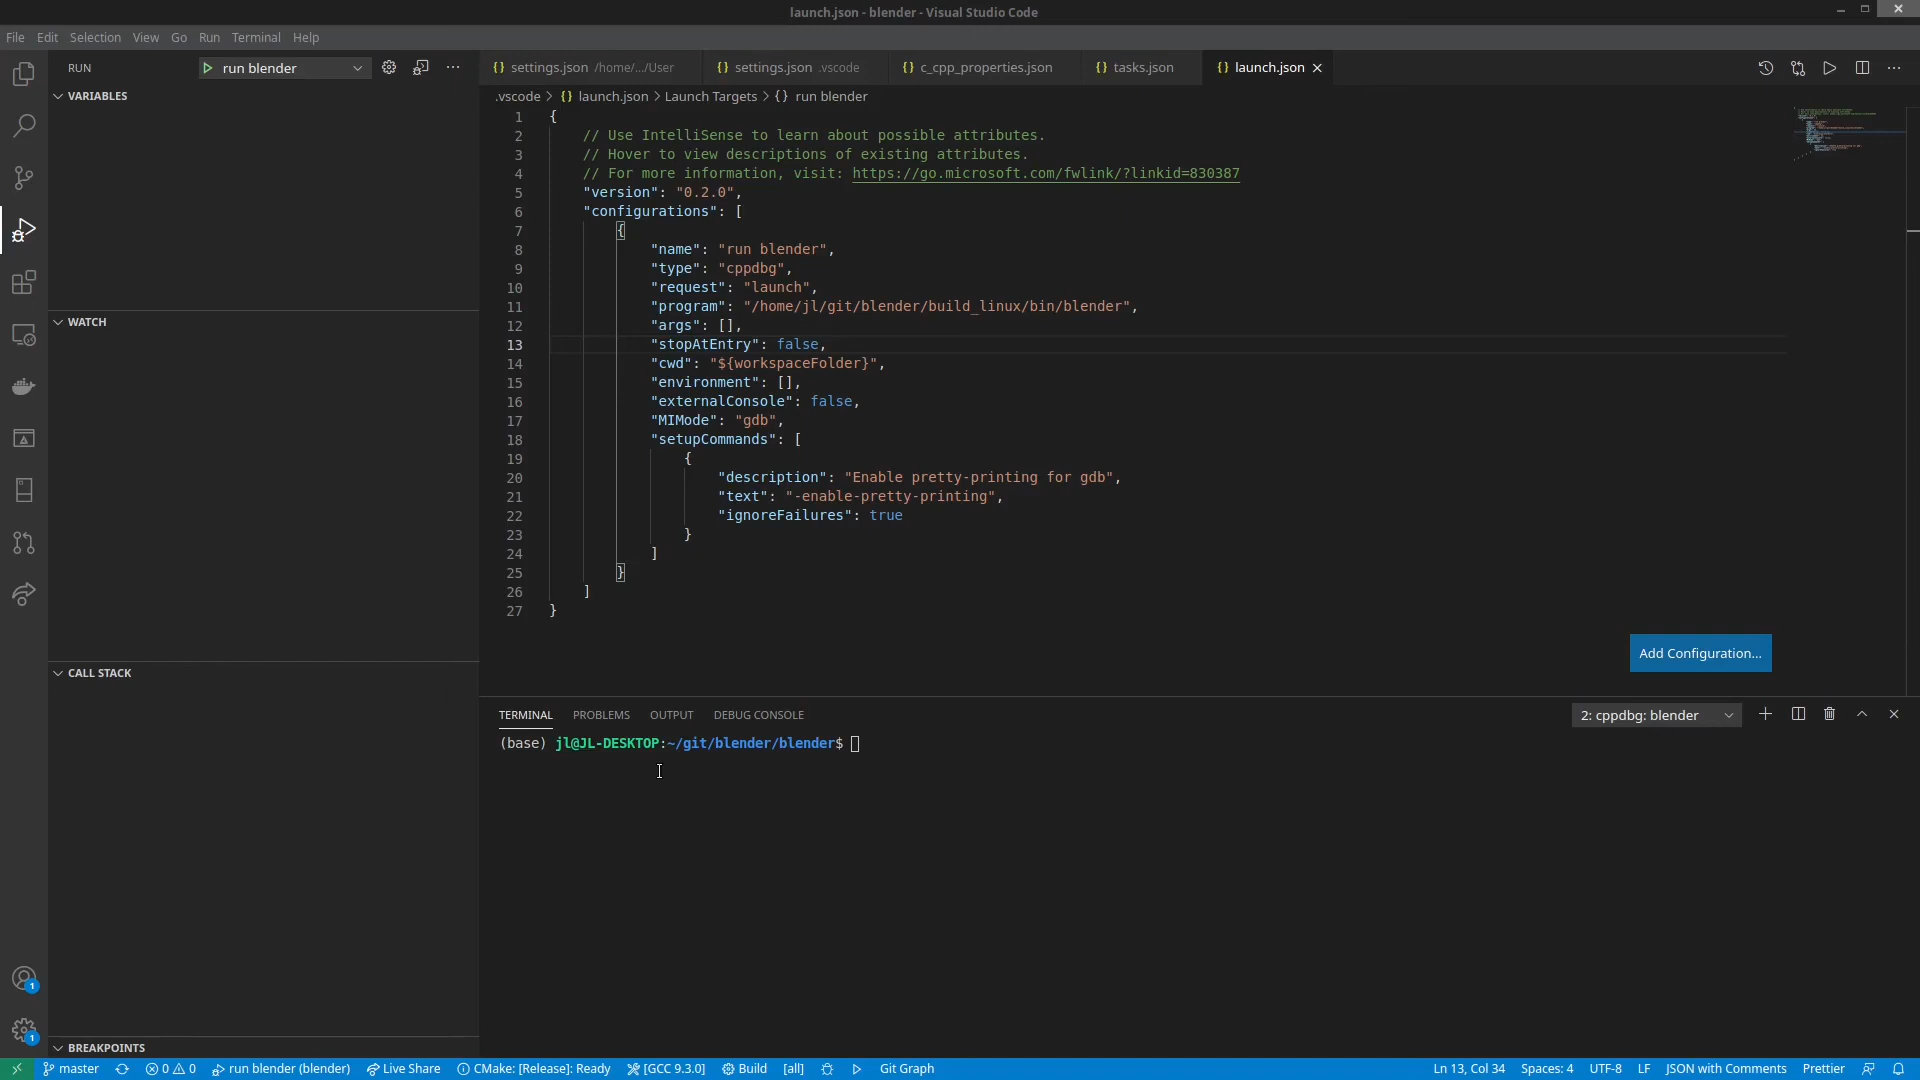 launch.json - blender - Visual Studio Code
File Edit Selection View Go Run Terminal Help
RUN run blender
settings.json /home/.../User settings.json .vscode c_cpp_properties.json tasks.json launch.json
VARIABLES
.vscode > {} launch.json > Launch Targets > {} run blender
1 {
2 // Use IntelliSense to learn about possible attributes.
3 // Hover to view descriptions of existing attributes.
4 // For more information, visit: https://go.microsoft.com/fwlink/?linkid=830387
5 "version": "0.2.0",
6 "configurations": [
7 {
8 "name": "run blender",
9 "type": "cppdbg",
10 "request": "launch",
11 "program": "/home/jl/git/blender/build_linux/bin/blender",
12 "args": [],
13 "stopAtEntry": false,
14 "cwd": "${workspaceFolder}",
15 "environment": [],
16 "externalConsole": false,
17 "MIMode": "gdb",
18 "setupCommands": [
19 {
20 "description": "Enable pretty-printing for gdb",
21 "text": "-enable-pretty-printing",
22 "ignoreFailures": true
23 }
24 ]
25 }
26 ]
27 }
WATCH
Add Configuration...
CALL STACK
TERMINAL PROBLEMS OUTPUT DEBUG CONSOLE 2: cppdbg: blender
(base) jl@JL-DESKTOP:~/git/blender/blender$
1
1
BREAKPOINTS
master 0 0 run blender (blender) Live Share CMake: [Release]: Ready [GCC 9.3.0] Build [all] Git Graph Ln 13, Col 34 Spaces: 4 UTF-8 LF JSON with Comments Prettier